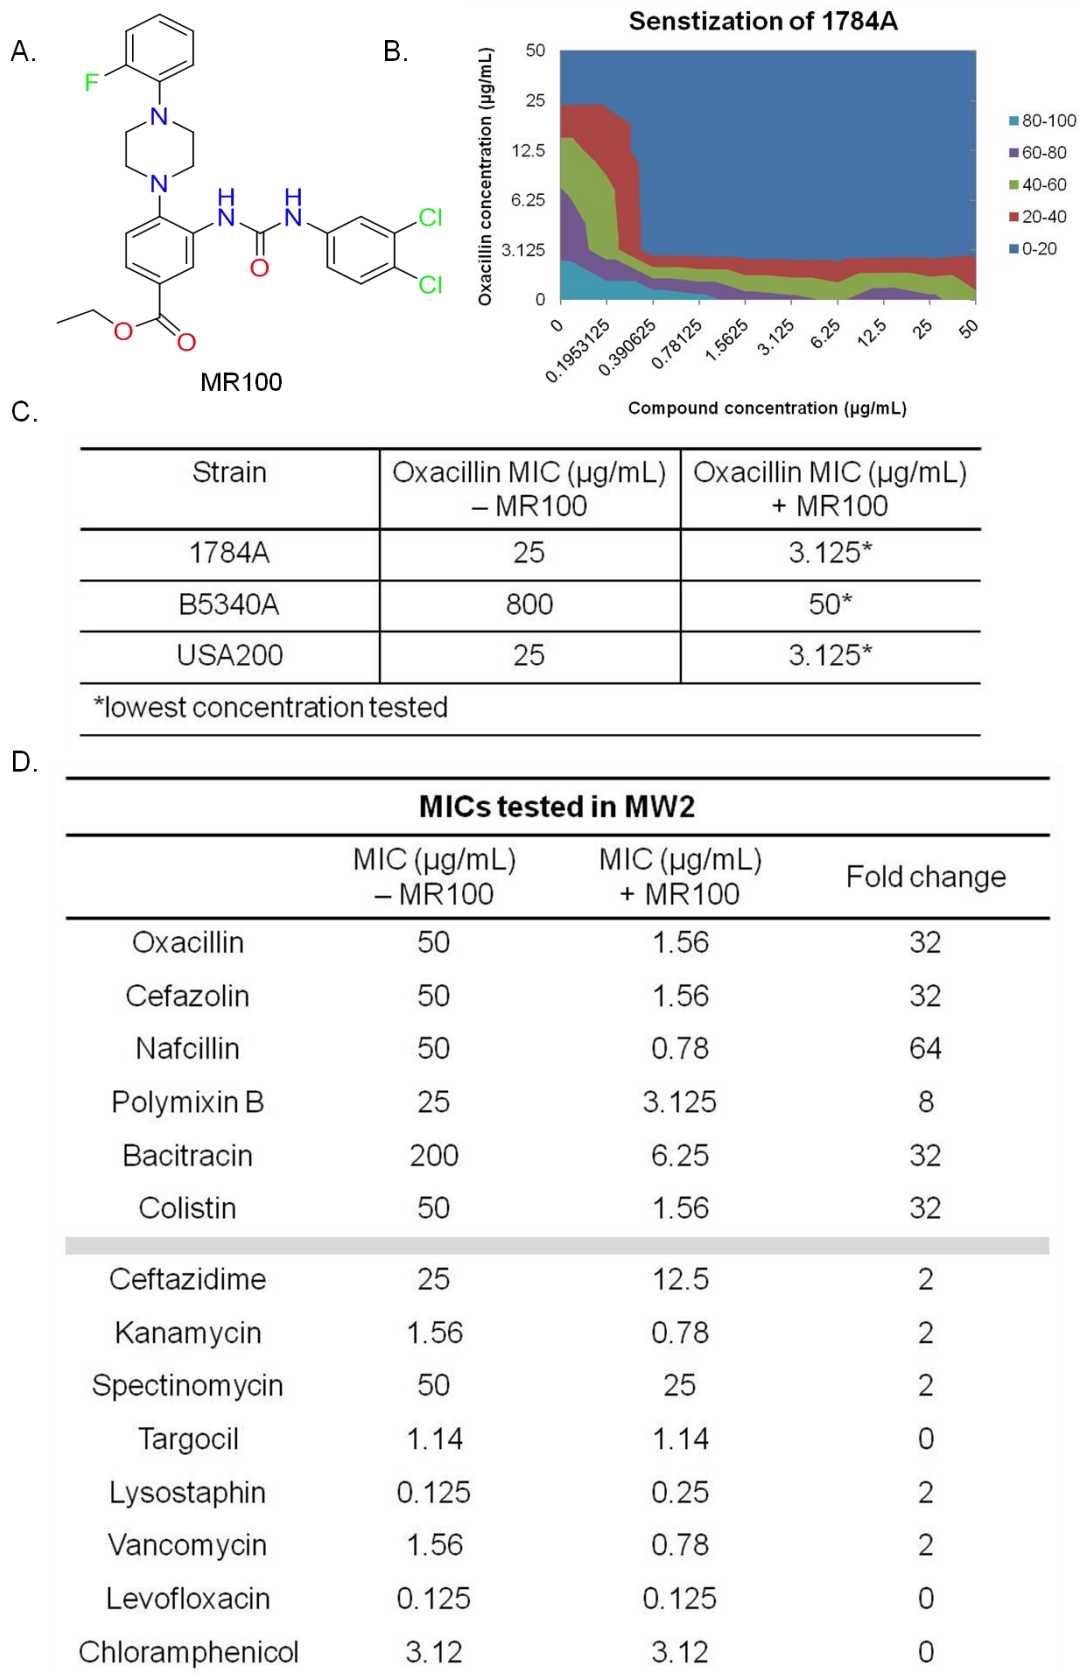 A.
F
N
N
H
N
H
N
O
Cl
Cl
O
O
MR100
B.
Senstization of 1784A
Oxacillin concentration (µg/mL)
50
25
12.5
6.25
3.125
0
0
0.1953125
0.390625
0.78125
1.5625
3.125
6.25
12.5
25
50
Compound concentration (µg/mL)
80-100
60-80
40-60
20-40
0-20
C.
Strain Oxacillin MIC (µg/mL) Oxacillin MIC (µg/mL)
– MR100 + MR100
1784A 25 3.125*
B5340A 800 50*
USA200 25 3.125*
*lowest concentration tested
D.
MICs tested in MW2
MIC (µg/mL) MIC (µg/mL) Fold change
– MR100 + MR100
Oxacillin 50 1.56 32
Cefazolin 50 1.56 32
Nafcillin 50 0.78 64
Polymixin B 25 3.125 8
Bacitracin 200 6.25 32
Colistin 50 1.56 32
Ceftazidime 25 12.5 2
Kanamycin 1.56 0.78 2
Spectinomycin 50 25 2
Targocil 1.14 1.14 0
Lysostaphin 0.125 0.25 2
Vancomycin 1.56 0.78 2
Levofloxacin 0.125 0.125 0
Chloramphenicol 3.12 3.12 0